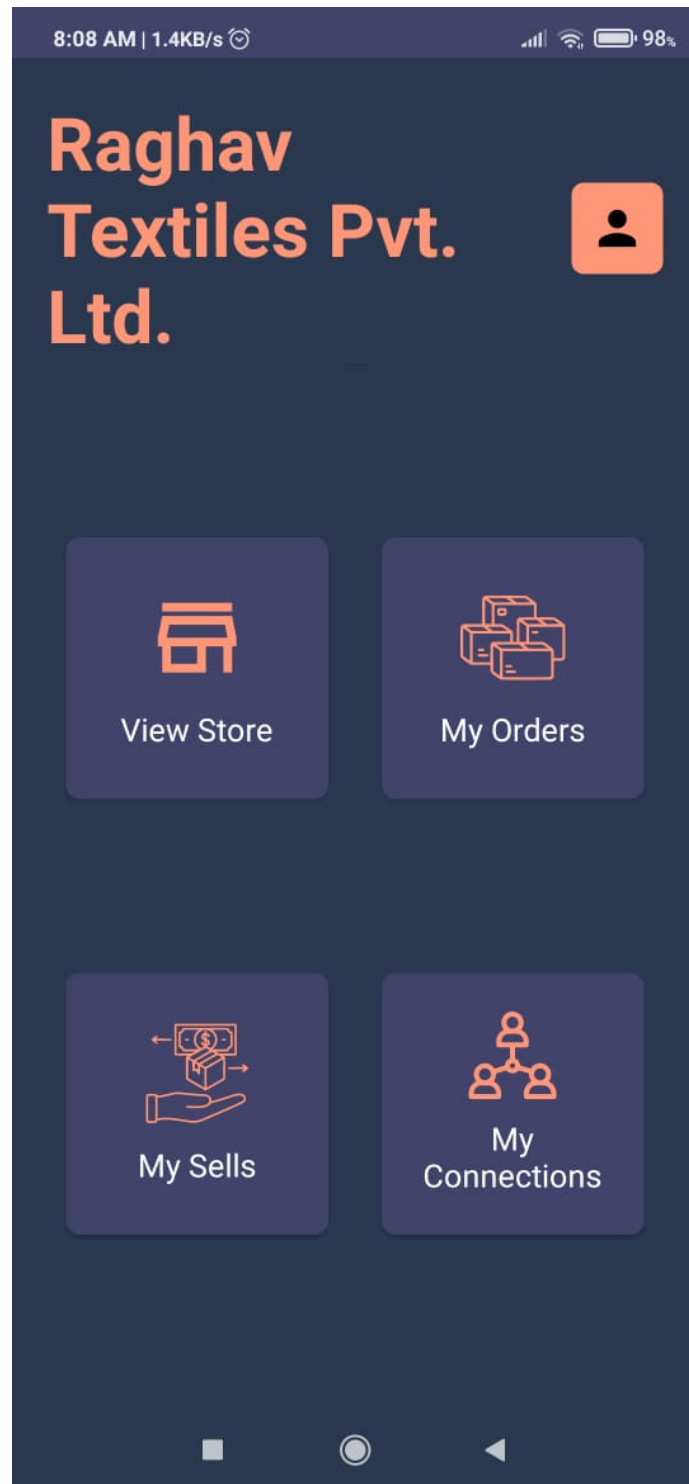 8:08 AM | 1.4KB/s
98%
Raghav
Textiles Pvt.
Ltd.
View Store
My Orders
My Sells
My
Connections